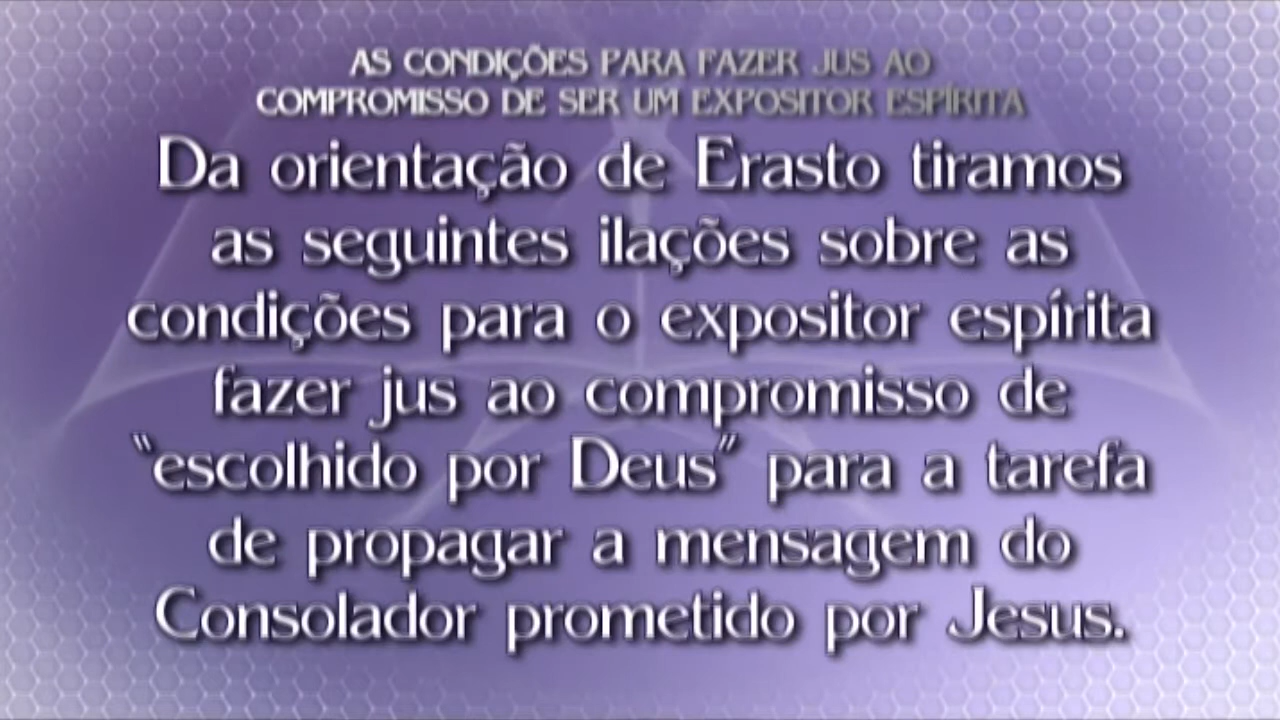 AS CONDIÇÕES PARA FAZER JUS AO
COMPROMISSO DE SER UM EXPOSITOR ESPÍRITA
Da orientação de Erasto tiramos
as seguintes ilações sobre as
condições para o expositor espírita
fazer jus ao compromisso de
"escolhido por Deus" para a tarefa
de propagar a mensagem do
Consolador prometido por Jesus.